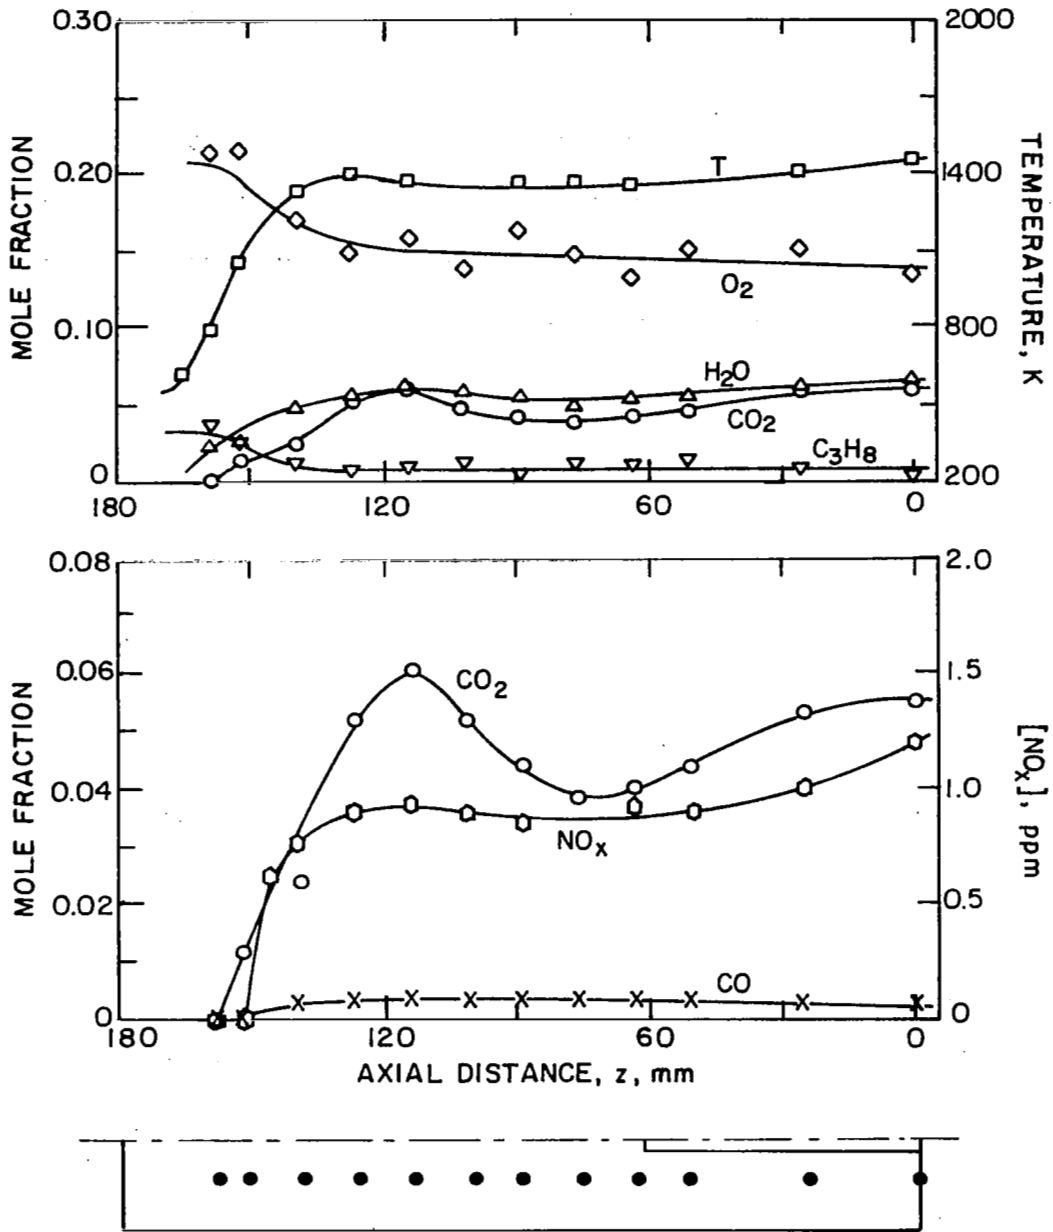 0.30
0.20
0.10
0
MOLE FRACTION
2000
1400
800
200
TEMPERATURE, K
T
O₂
H₂O
CO₂
C₃H₈
180
120
60
0
0.08
0.06
0.04
0.02
0
MOLE FRACTION
2.0
1.5
1.0
0.5
0
[NOₓ], ppm
CO₂
NOₓ
CO
180
120
60
0
AXIAL DISTANCE, z, mm